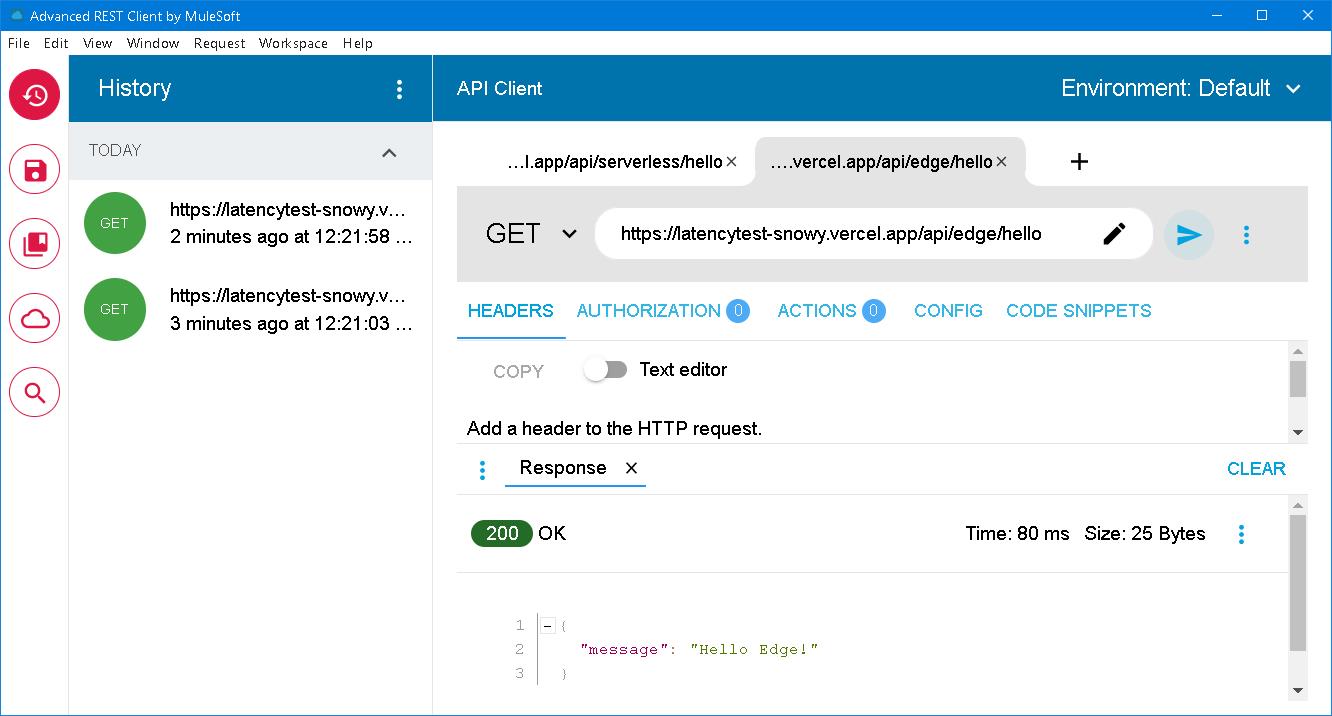 Advanced REST Client by MuleSoft
File Edit View Window Request Workspace Help
History
API Client
Environment: Default
TODAY
GET
https://latencytest-snowy.v...
2 minutes ago at 12:21:58 ...
GET
https://latencytest-snowy.v...
3 minutes ago at 12:21:03 ...
...l.app/api/serverless/hello
....vercel.app/api/edge/hello
GET
https://latencytest-snowy.vercel.app/api/edge/hello
HEADERS AUTHORIZATION 0 ACTIONS 0 CONFIG CODE SNIPPETS
COPY Text editor
Add a header to the HTTP request.
Response CLEAR
200 OK Time: 80 ms Size: 25 Bytes
1 {
2 "message": "Hello Edge!"
3 }